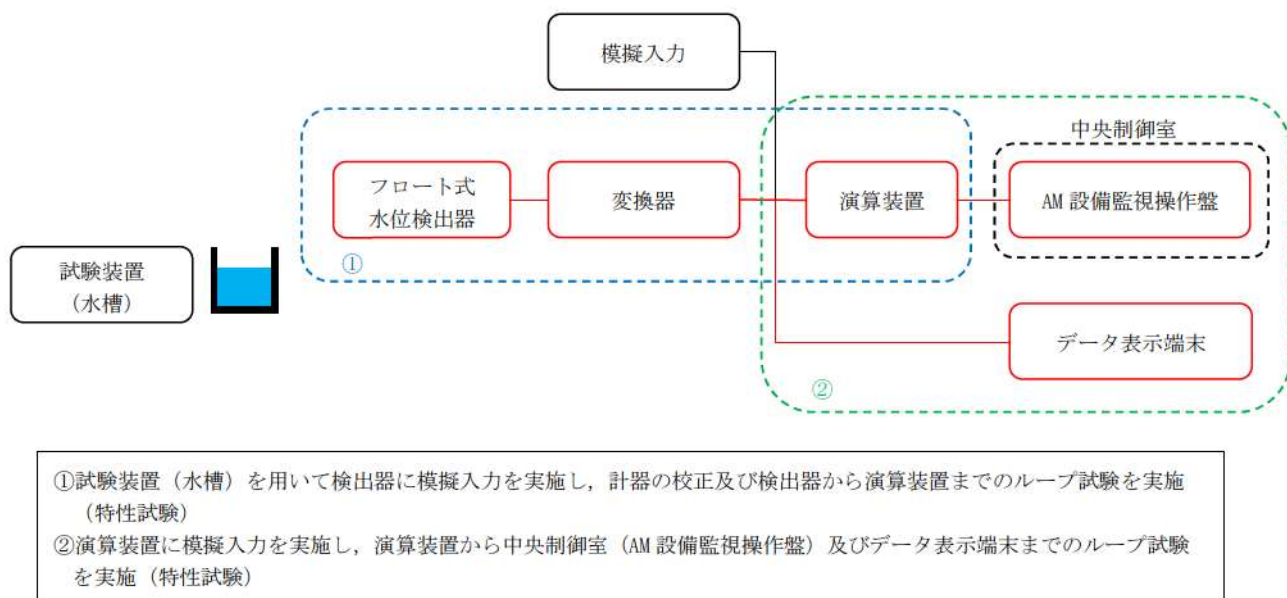 模擬入力
中央制御室
フロート式
水位検出器
変換器
演算装置
AM 設備監視操作盤
①
試験装置
（水槽）
データ表示端末
②
①試験装置（水槽）を用いて検出器に模擬入力を実施し，計器の校正及び検出器から演算装置までのループ試験を実施
（特性試験）
②演算装置に模擬入力を実施し，演算装置から中央制御室（AM 設備監視操作盤）及びデータ表示端末までのループ試験
を実施（特性試験）